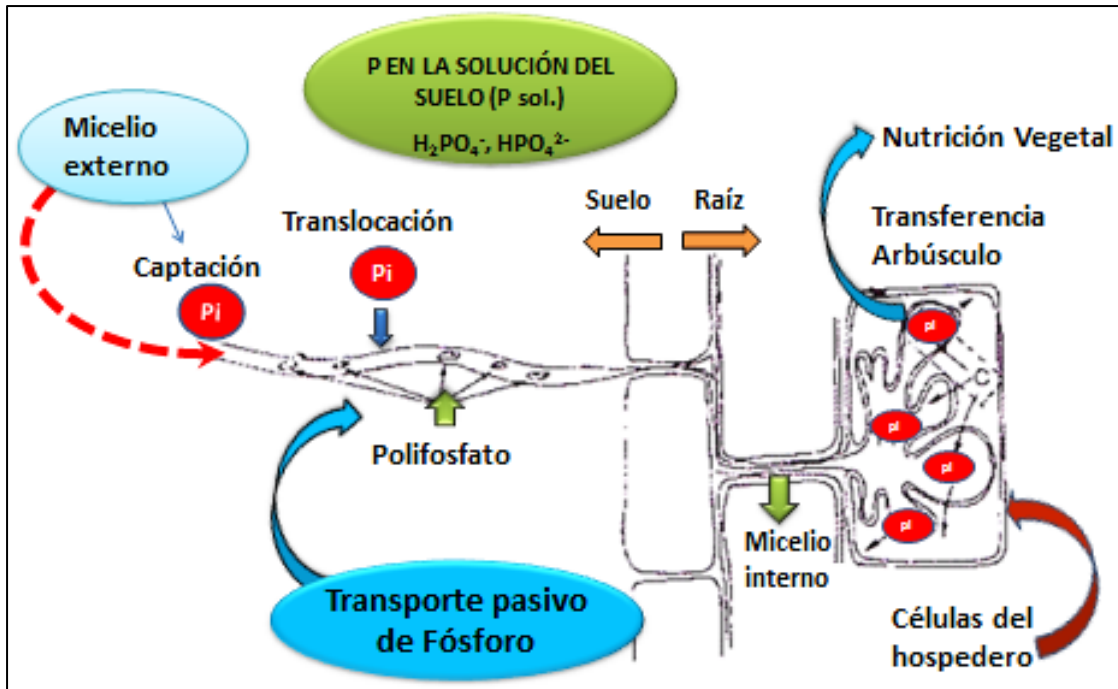 P EN LA SOLUCIÓN DEL
SUELO (P sol.)
H₂PO₄⁻, HPO₄²⁻
Micelio
externo
Captación
Pi
Translocación
Pi
Polifosfato
Transporte pasivo
de Fósforo
Suelo
Raíz
Micelio
interno
Nutrición Vegetal
Transferencia
Arbúsculo
pI
C
pI
pI
pI
Células del
hospedero